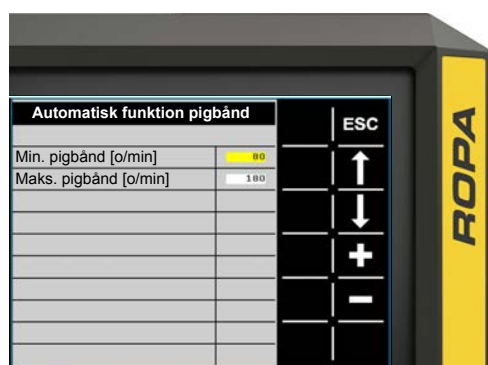 Automatisk funktion pigbånd
ESC
Min. pigbånd [o/min] 80
Maks. pigbånd [o/min] 180
ROPA